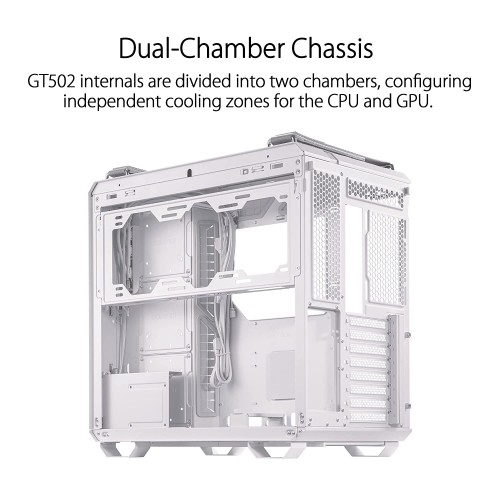 Dual-Chamber Chassis
GT502 internals are divided into two chambers, configuring
independent cooling zones for the CPU and GPU.